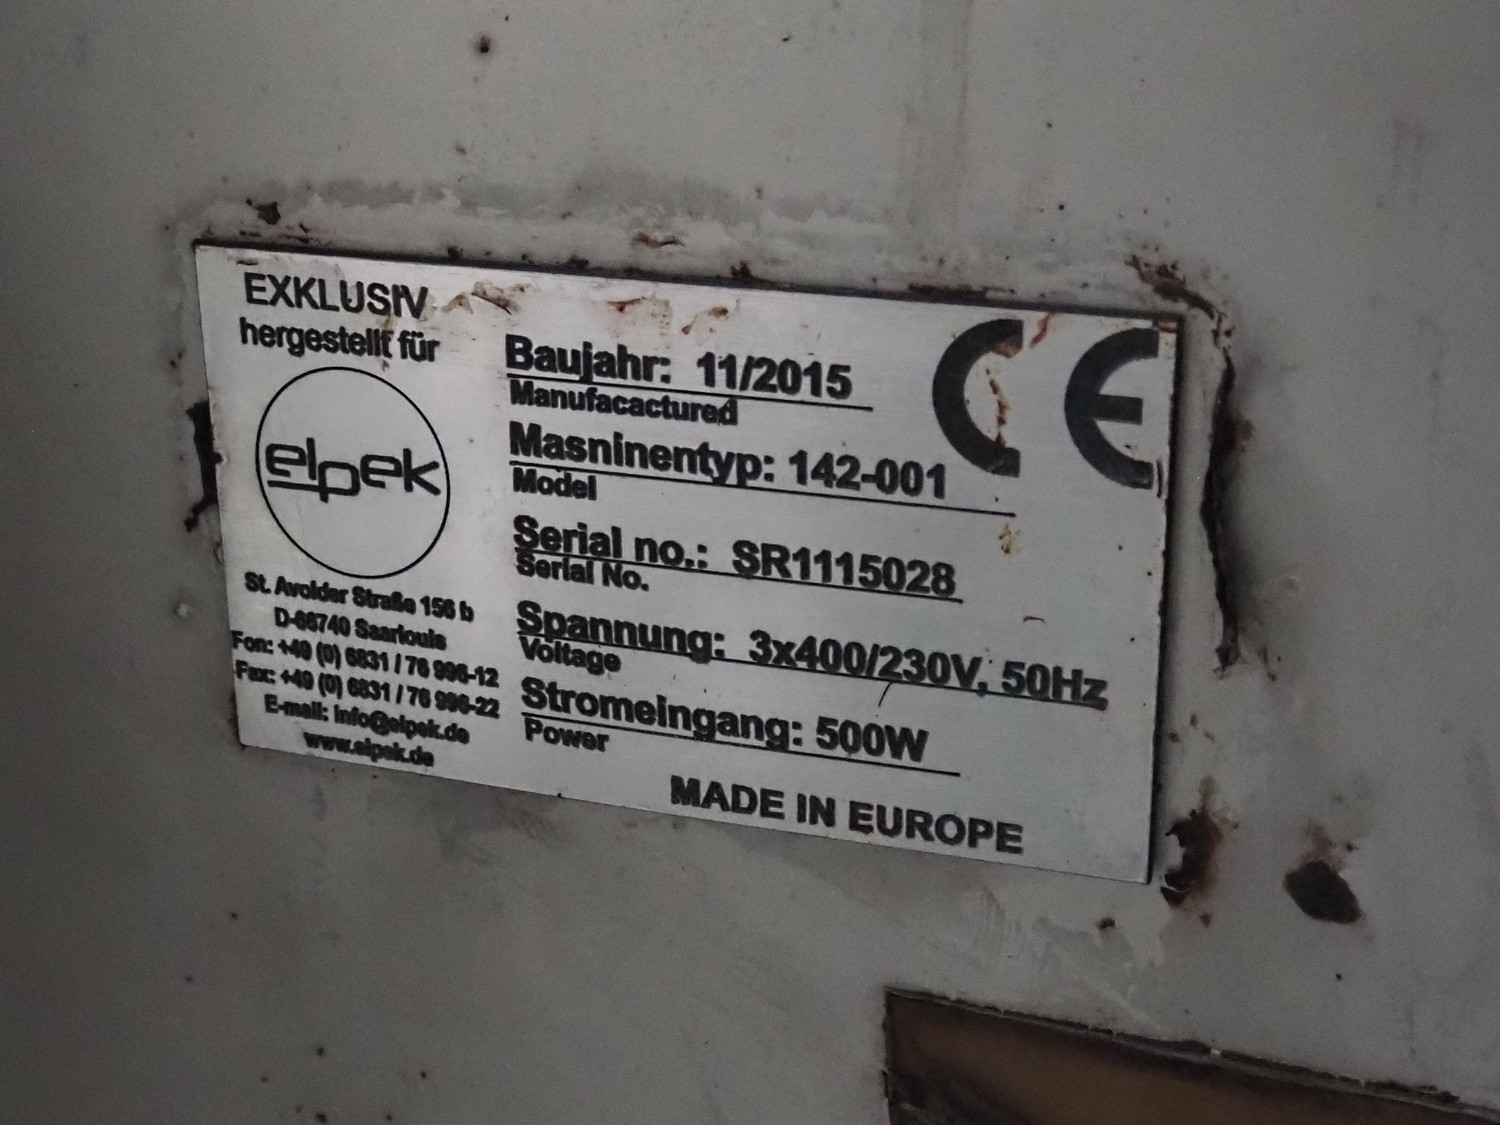 EXKLUSIV
hergestellt für
elpek
St. Avolder Straße 156 b
D-66740 Saarlouis
Fon: +49 (0) 6831 / 76 996-12
Fax: +49 (0) 6831 / 76 996-22
E-mail: info@elpek.de
www.elpek.de
Baujahr: 11/2015
Manufacactured
Masninentyp: 142-001
Model
Serial no.: SR1115028
Serial No.
Spannung: 3x400/230V, 50Hz
Voltage
Stromeingang: 500W
Power
MADE IN EUROPE
CE